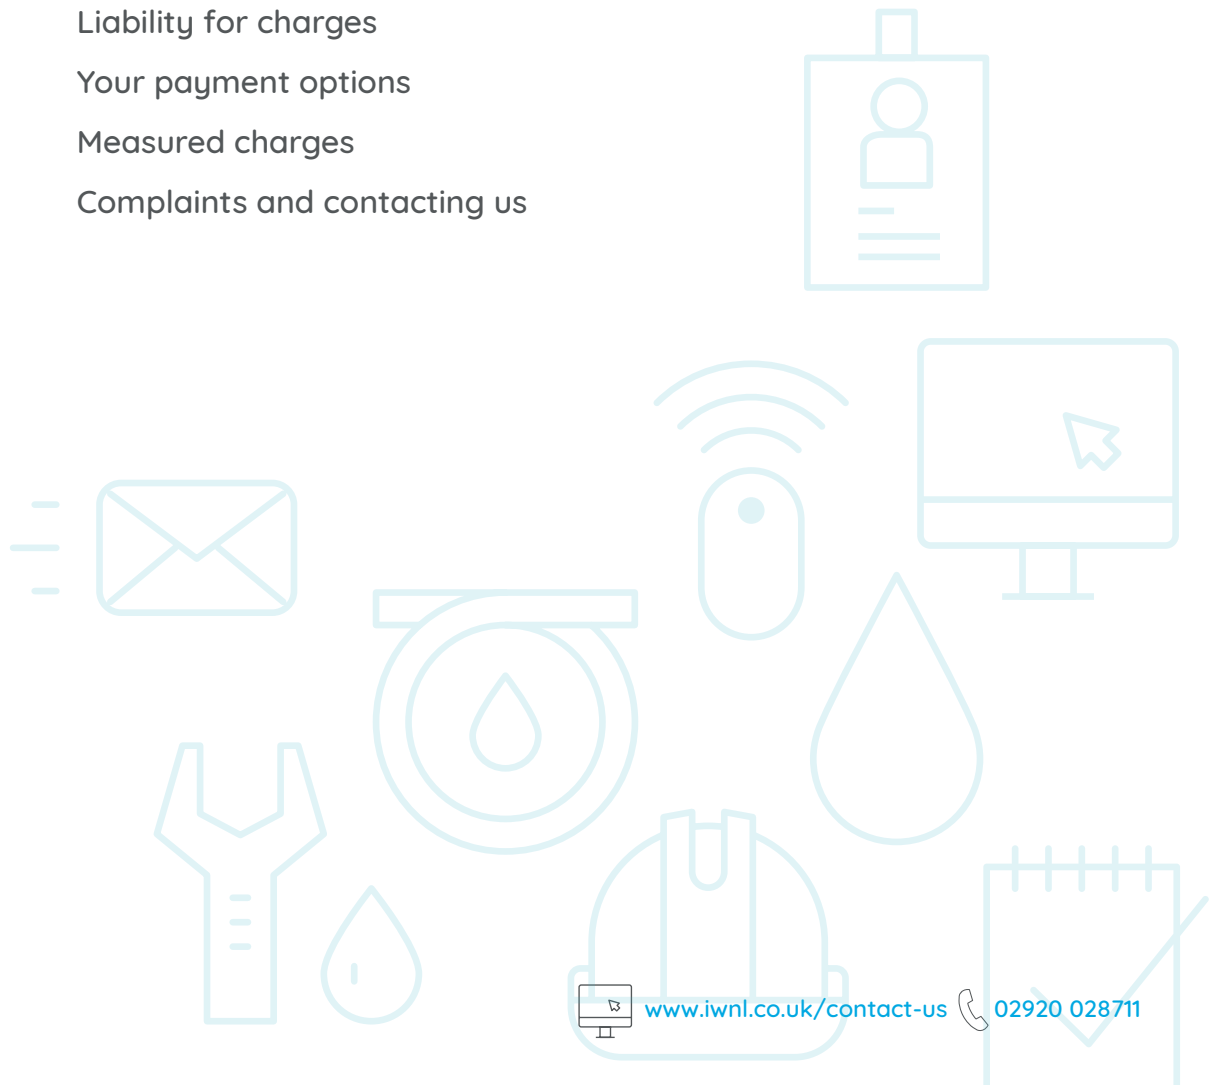 Liability for charges
Your payment options
Measured charges
Complaints and contacting us
www.iwnl.co.uk/contact-us 02920 028711